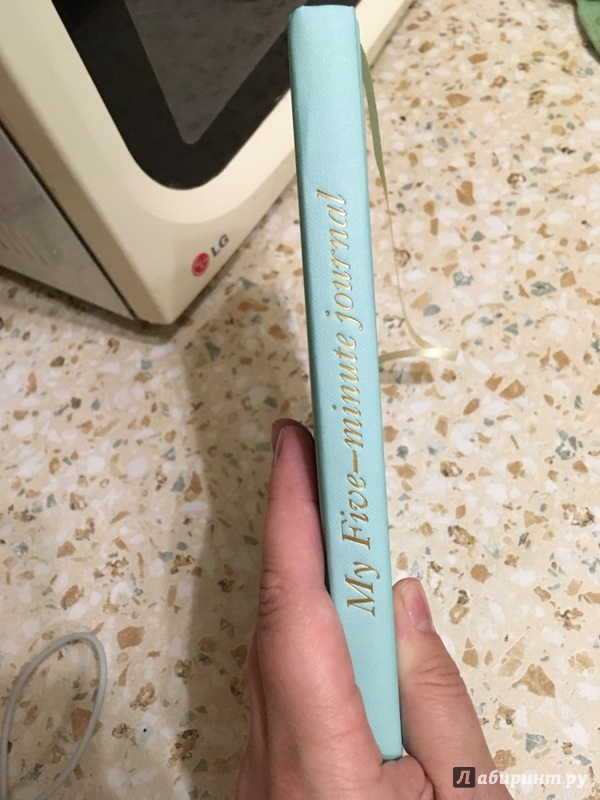 LG
My Five-minute journal
Лабиринт.ру